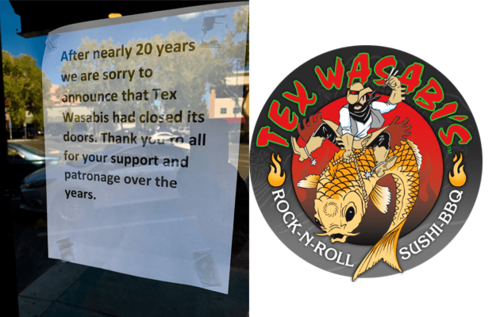 After nearly 20 years
we are sorry to
announce that Tex
Wasabis had closed its
doors. Thank you to all
for your support and
patronage over the
years.
TEX WASABI'S
ROCK-N-ROLL
SUSHI-BBQ